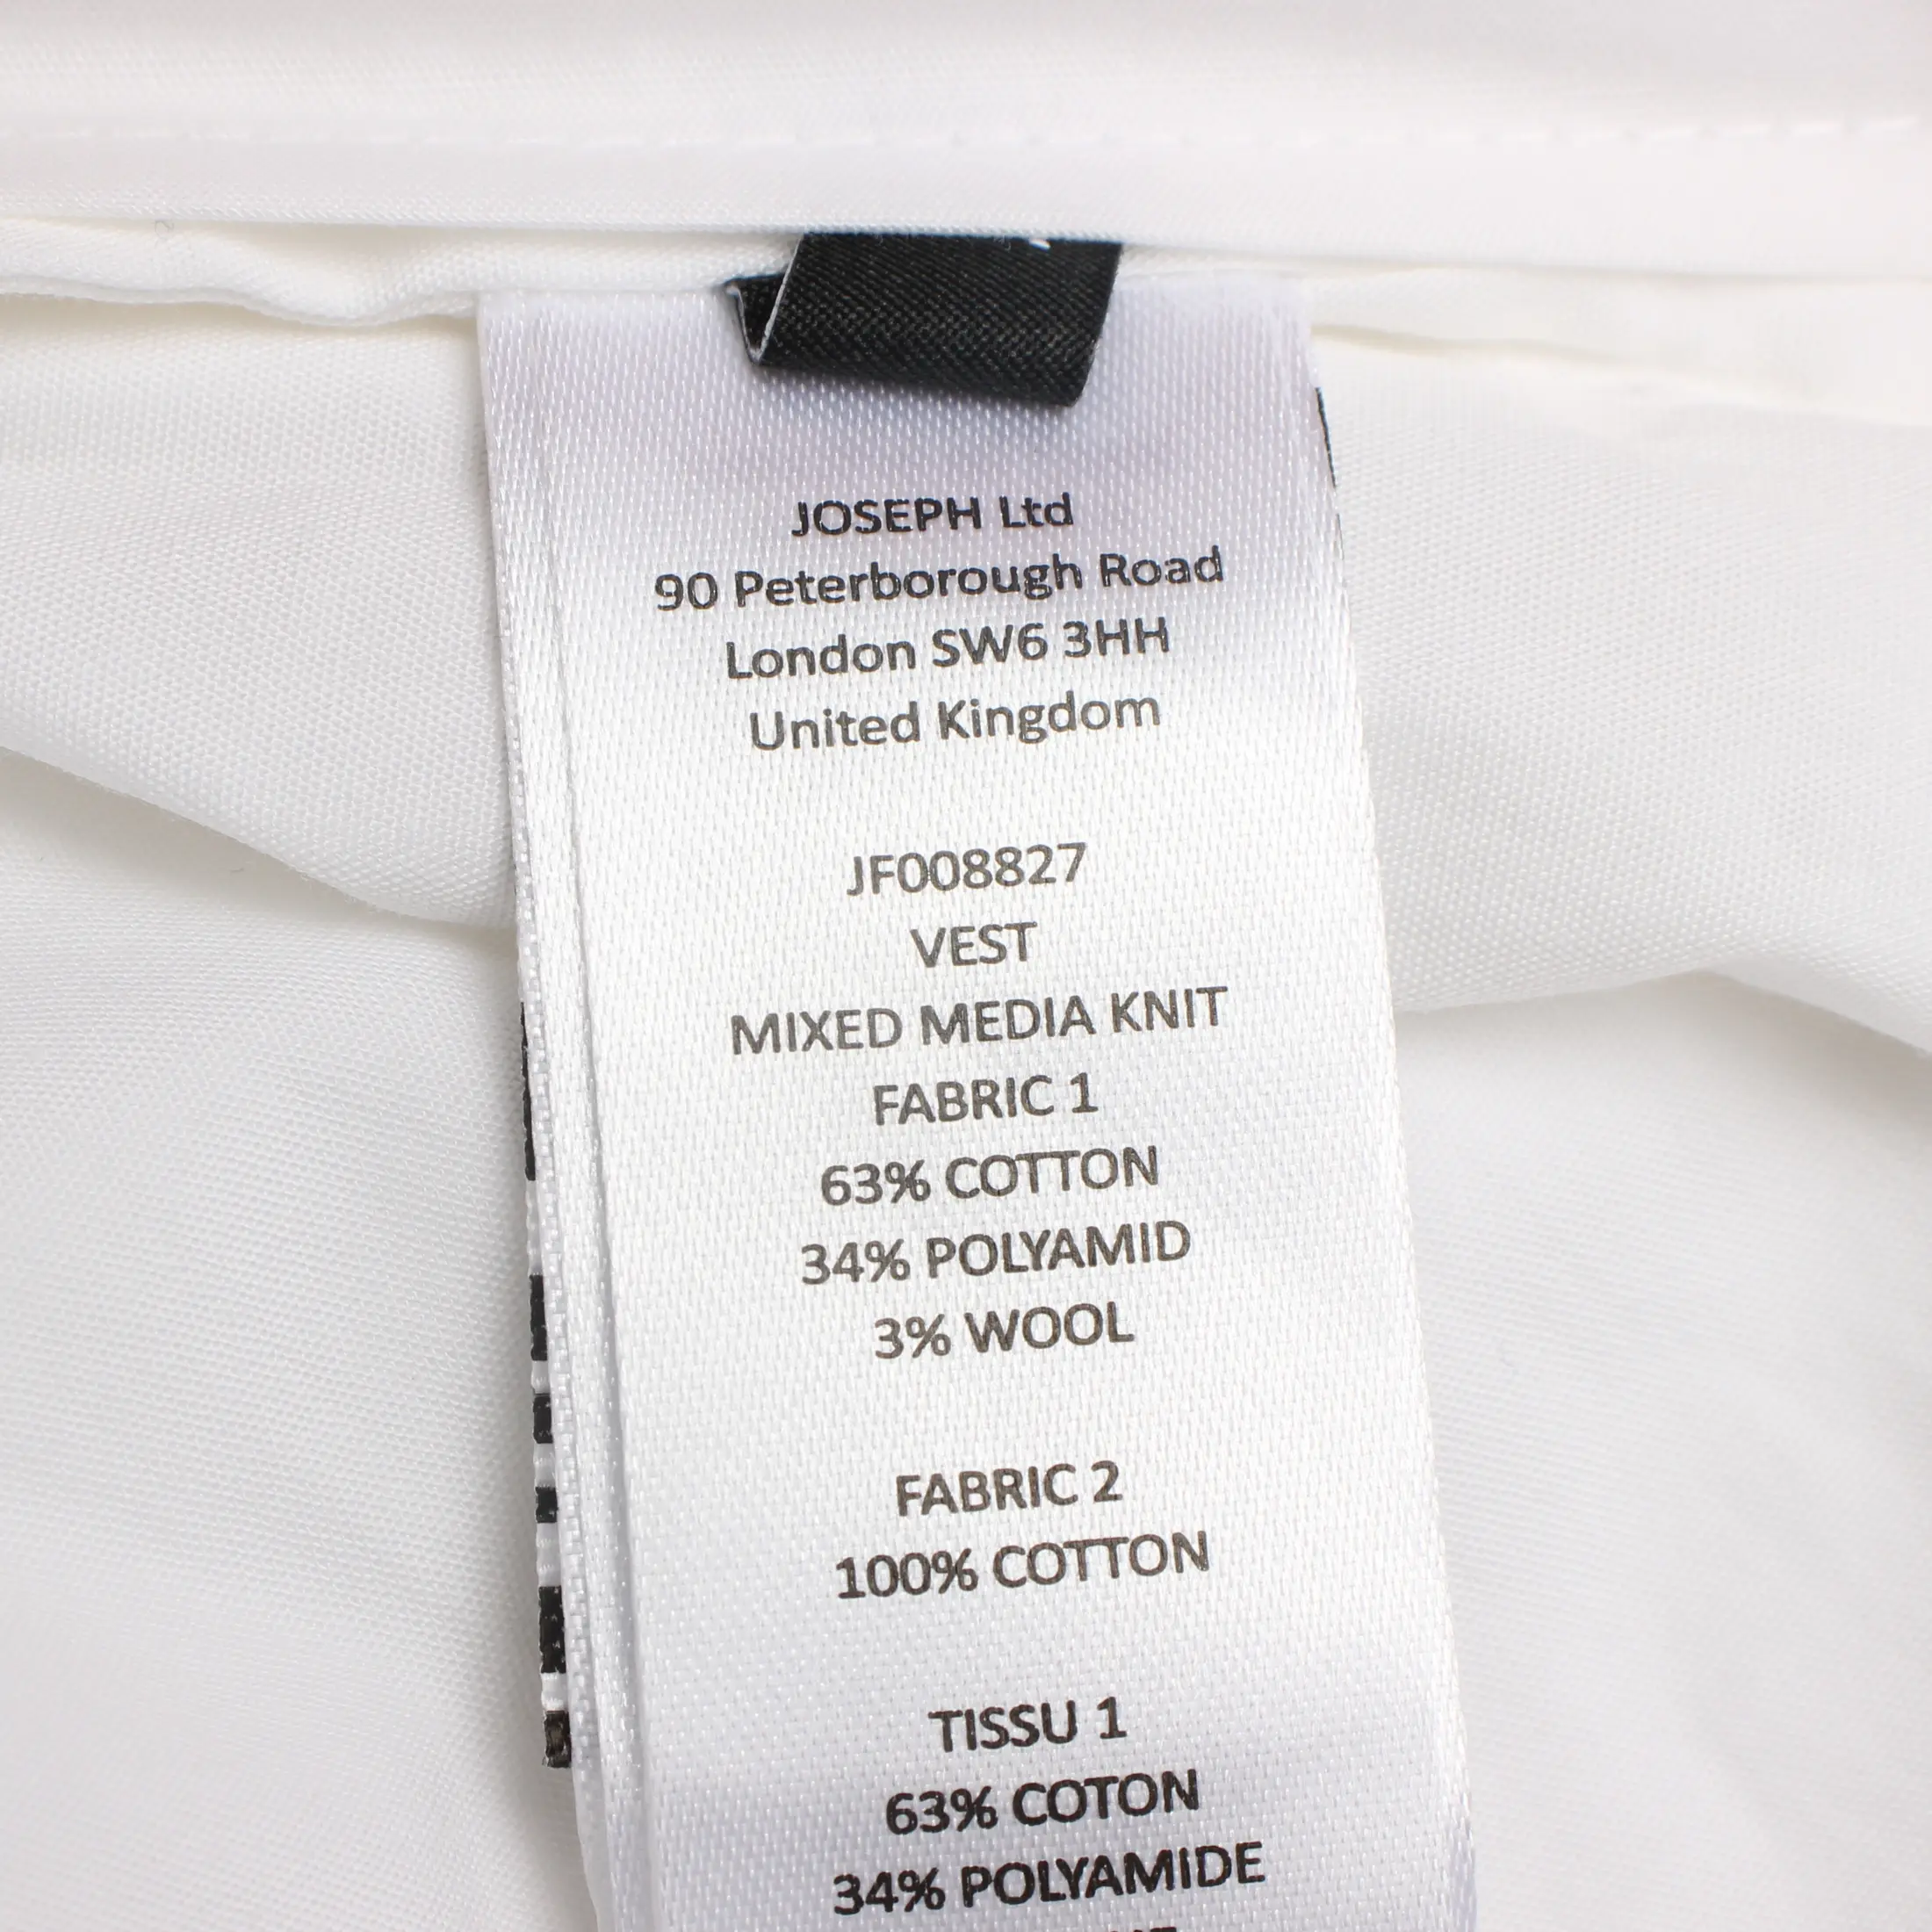 JOSEPH Ltd
90 Peterborough Road
London SW6 3HH
United Kingdom
JF008827
VEST
MIXED MEDIA KNIT
FABRIC 1
63% COTTON
34% POLYAMID
3% WOOL
FABRIC 2
100% COTTON
TISSU 1
63% COTON
34% POLYAMIDE